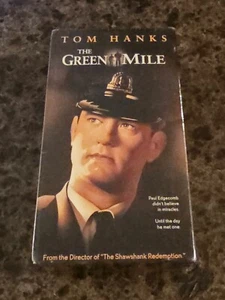 TOM HANKS
THE
GREEN MILE
Paul Edgecomb
didn't believe
in miracles.
Until the day
he met one.
From the Director of "The Shawshank Redemption."